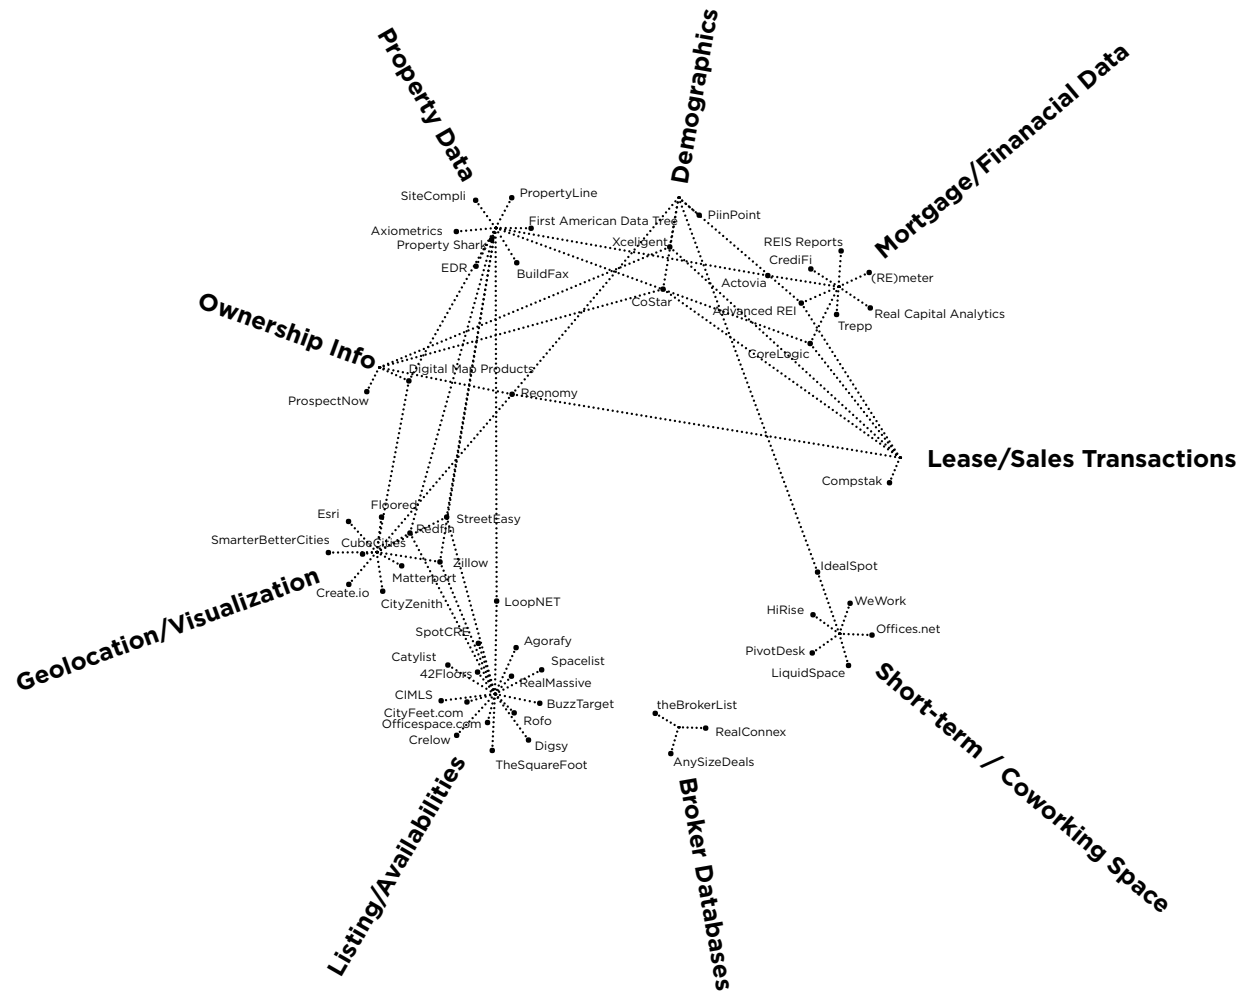 Property Data
Demographics
Mortgage/Finanacial Data
SiteCompli
PropertyLine
First American Data Tree
PiinPoint
Axiometrics
Property Shark
Xceligent
REIS Reports
CrediFi
EDR
BuildFax
Actovia
(RE)meter
CoStar
Advanced REI
Real Capital Analytics
Trepp
Ownership Info
CoreLogic
Digital Map Products
ProspectNow
Reonomy
Lease/Sales Transactions
Compstak
Floored
Esri
StreetEasy
Redfin
SmarterBetterCities
CuboCities
Zillow
Matterport
IdealSpot
Create.io
CityZenith
LoopNET
HiRise
WeWork
Geolocation/Visualization
SpotCRE
Agorafy
Offices.net
Catylist
Spacelist
PivotDesk
42Floors
RealMassive
LiquidSpace
CIMLS
BuzzTarget
theBrokerList
CityFeet.com
Officespace.com
Rofo
RealConnex
Crelow
Digsy
TheSquareFoot
AnySizeDeals
Short-term / Coworking Space
Listing/Availabilities
Broker Databases